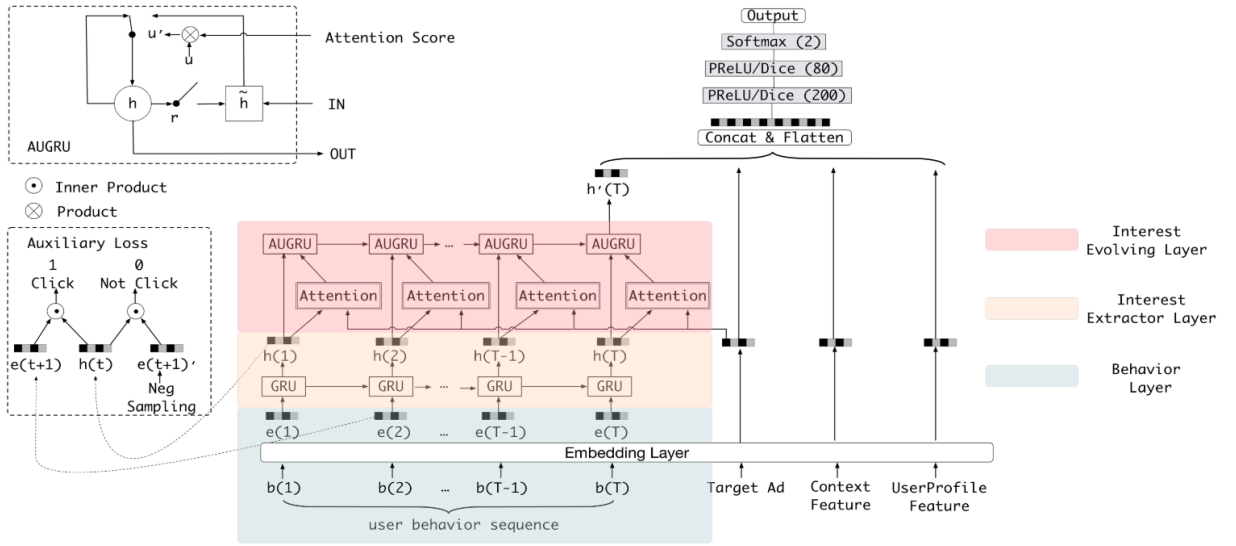 Output
Softmax (2)
PReLU/Dice (80)
PReLU/Dice (200)
Concat & Flatten
u' u Attention Score
h r h̃ IN
AUGRU OUT
Inner Product
Product
h'(T)
Auxiliary Loss
1 0
Click Not Click
e(t+1) h(t) e(t+1)'
Neg
Sampling
AUGRU AUGRU … AUGRU AUGRU
Attention Attention Attention Attention
h(1) h(2) h(T-1) h(T)
GRU GRU … GRU GRU
e(1) e(2) … e(T-1) e(T)
Embedding Layer
b(1) b(2) … b(T-1) b(T)
user behavior sequence
Target Ad
Context
Feature
UserProfile
Feature
Interest
Evolving Layer
Interest
Extractor Layer
Behavior
Layer